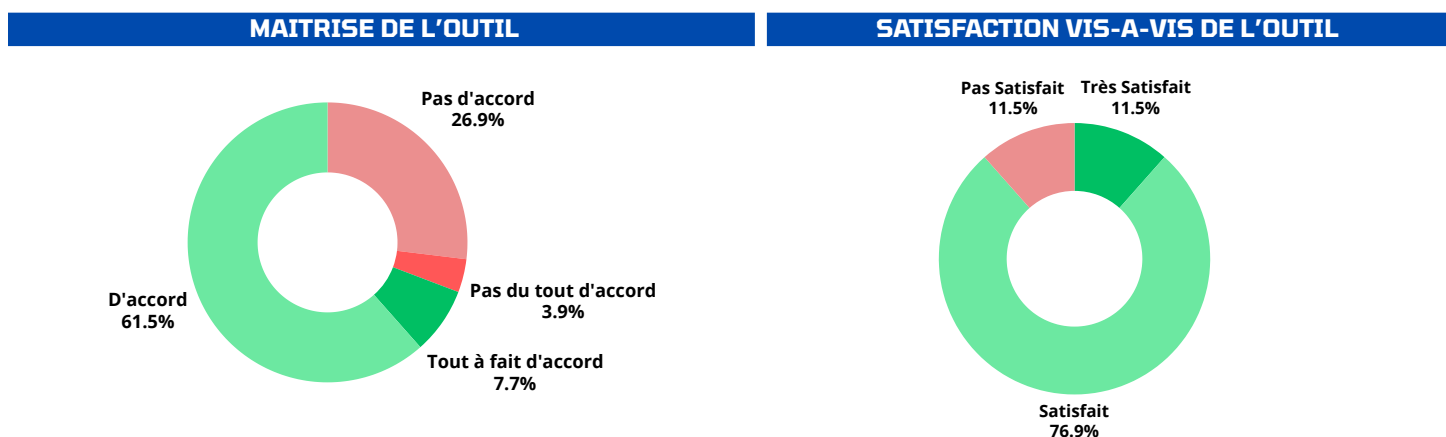 MAITRISE DE L'OUTIL
Pas d'accord
26.9%
Pas du tout d'accord
3.9%
Tout à fait d'accord
7.7%
D'accord
61.5%
SATISFACTION VIS-A-VIS DE L'OUTIL
Pas Satisfait
11.5%
Très Satisfait
11.5%
Satisfait
76.9%